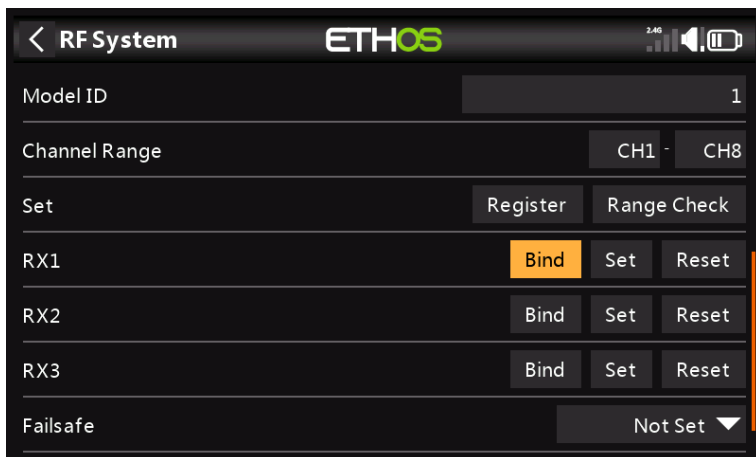 RF System ETHOS 2.4G
Model ID 1
Channel Range CH1 - CH8
Set Register Range Check
RX1 Bind Set Reset
RX2 Bind Set Reset
RX3 Bind Set Reset
Failsafe Not Set